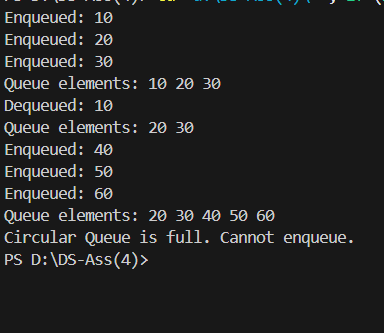 Enqueued: 10
Enqueued: 20
Enqueued: 30
Queue elements: 10 20 30
Dequeued: 10
Queue elements: 20 30
Enqueued: 40
Enqueued: 50
Enqueued: 60
Queue elements: 20 30 40 50 60
Circular Queue is full. Cannot enqueue.
PS D:\DS-Ass(4)>